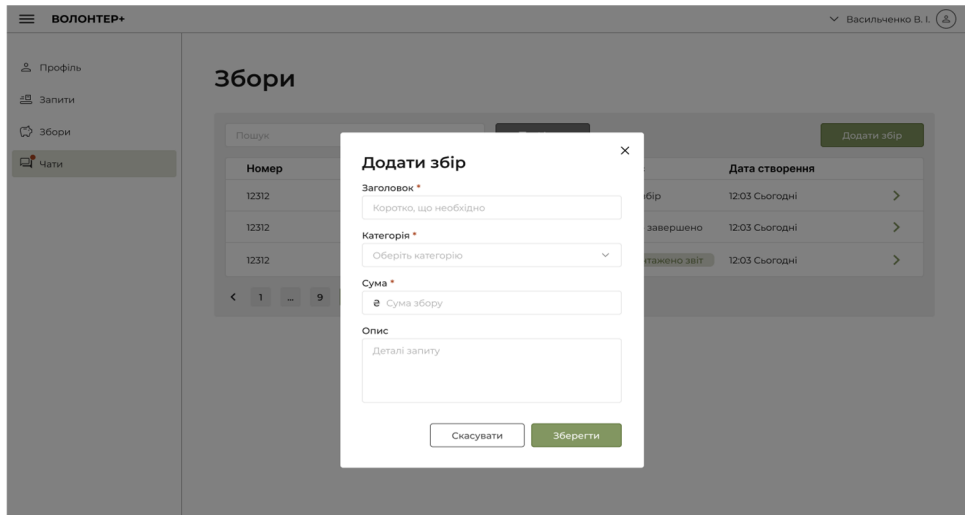 ВОЛОНТЕР+
Васильченко В. І.
Профіль
Запити
Збори
Чати
Збори
Пошук
Додати збір
Номер
Дата створення
12312
12:03 Сьогодні
12312
завершено
12:03 Сьогодні
12312
звіт
12:03 Сьогодні
1 ... 9
Додати збір
Заголовок *
Коротко, що необхідно
Категорія *
Оберіть категорію
Сума *
₴ Сума збору
Опис
Деталі запиту
Скасувати
Зберегти